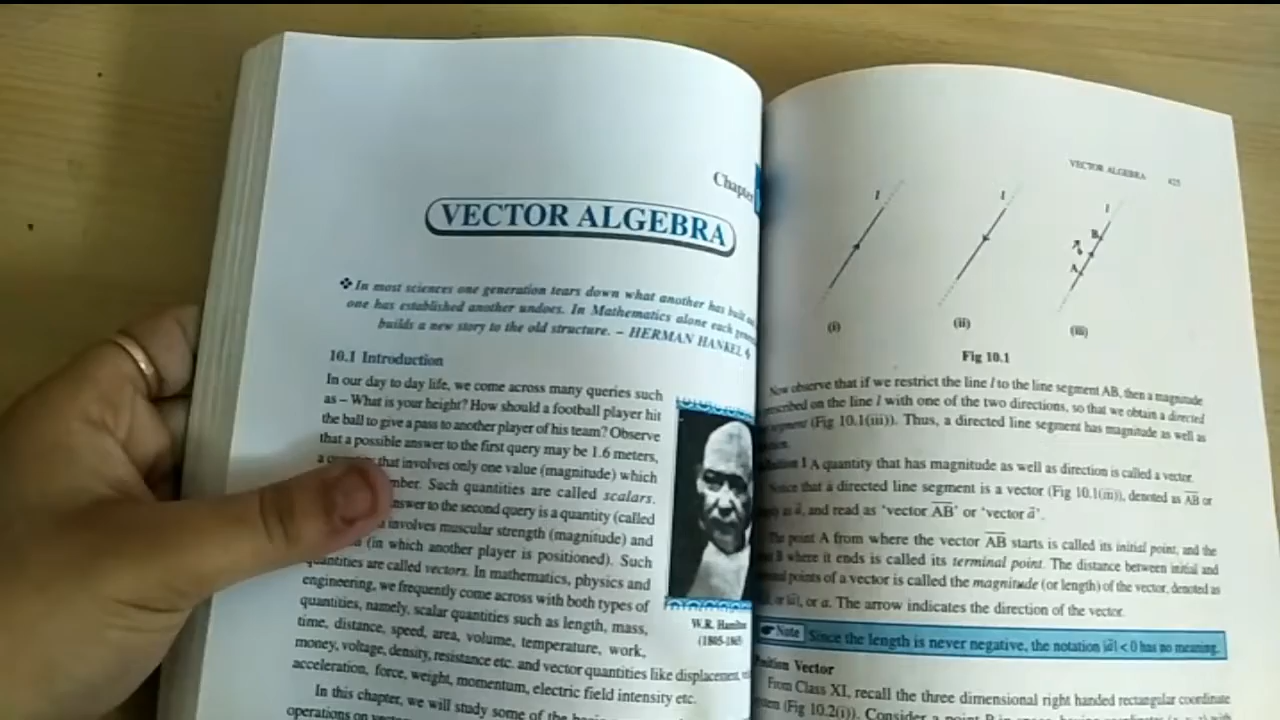 Chapter
VECTOR ALGEBRA
❖ In most sciences one generation tears down what another has built
one has established another undoes. In Mathematics alone each
builds a new story to the old structure. – HERMAN HANKEL
10.1 Introduction
In our day to day life, we come across many queries such
as – What is your height? How should a football player hit
the ball to give a pass to another player of his team? Observe
that a possible answer to the first query may be 1.6 meters,
a that involves only one value (magnitude) which
Such quantities are called scalars.
answer to the second query is a quantity (called
involves muscular strength (magnitude) and
(in which another player is positioned). Such
quantities are called vectors. In mathematics, physics and
engineering, we frequently come across with both types of
quantities, namely, scalar quantities such as length, mass,
time, distance, speed, area, volume, temperature, work,
money, voltage, density, resistance etc. and vector quantities like displacement,
acceleration, force, weight, momentum, electric field intensity etc.
In this chapter, we will study some of the
operations on
W.R. Hamilton
(1805-1865
VECTOR ALGEBRA 425
l l l
B
a
A
(i) (ii) (iii)
Fig 10.1
Now observe that if we restrict the line l to the line segment AB, then a magnitude
on the line l with one of the two directions, so that we obtain a directed
segment (Fig 10.1(iii)). Thus, a directed line segment has magnitude as well as
1 A quantity that has magnitude as well as direction is called a vector.
Notice that a directed line segment is a vector (Fig 10.1(iii)), denoted as AB or
as a, and read as ‘vector AB’ or ‘vector a’.
The point A from where the vector AB starts is called its initial point, and the
B where it ends is called its terminal point. The distance between initial and
points of a vector is called the magnitude (or length) of the vector, denoted as
or |a|, or a. The arrow indicates the direction of the vector.
☛ Note Since the length is never negative, the notation |a| < 0 has no meaning.
Position Vector
From Class XI, recall the three dimensional right handed rectangular coordinate
(Fig 10.2(i)). Consider a point P in space, having coordinates